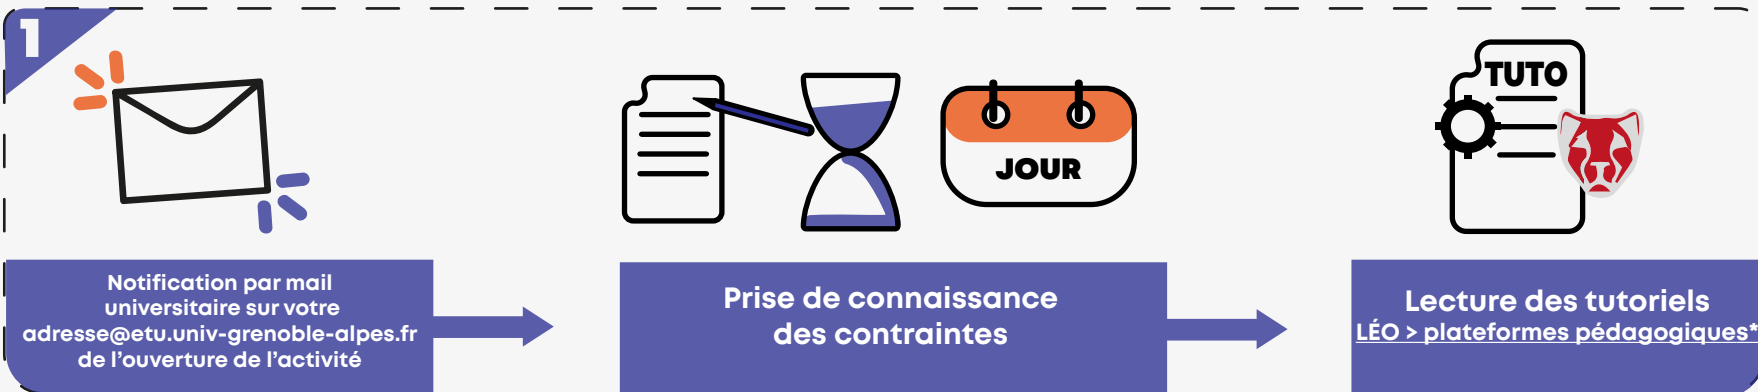 1
TUTO
JOUR
Notification par mail
universitaire sur votre
adresse@etu.univ-grenoble-alpes.fr
de l'ouverture de l'activité
Prise de connaissance
des contraintes
Lecture des tutoriels
LÉO > plateformes pédagogiques*